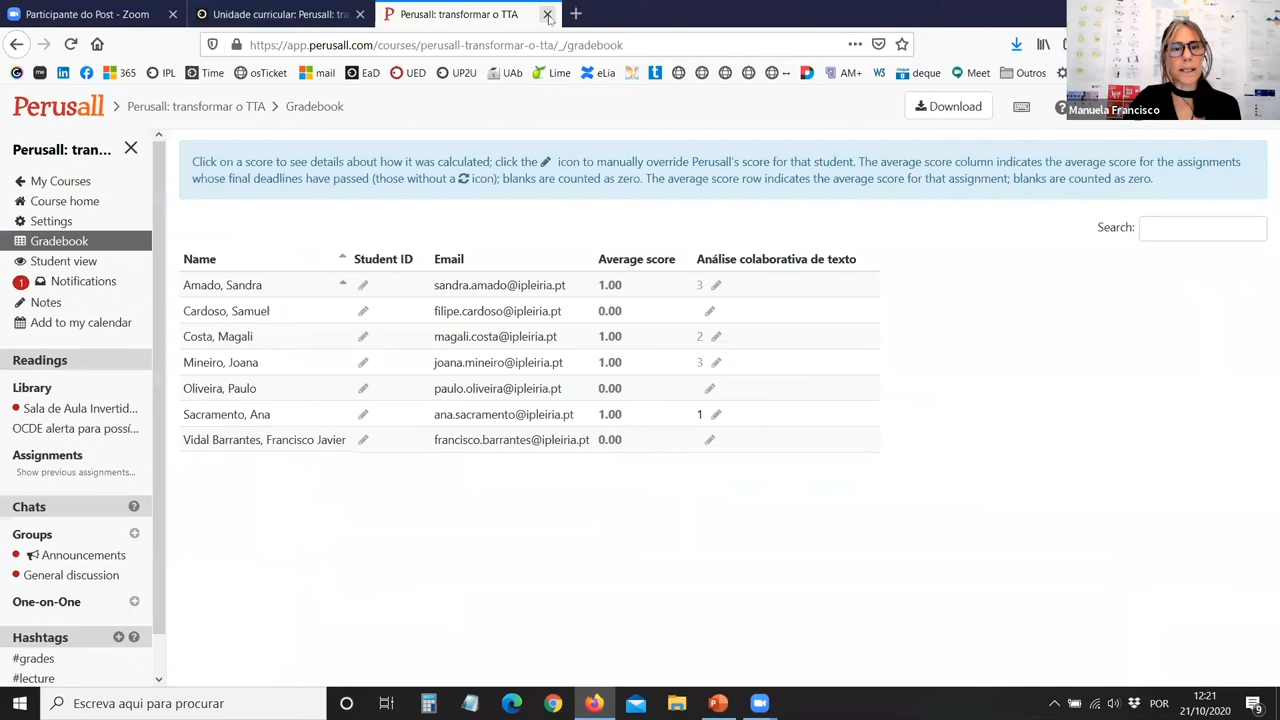 Participante do Post - Zoom
Unidade curricular: Perusall: tra
Perusall: transformar o TTA
https://app.perusall.com/courses/perusall-transformar-o-tta/_/gradebook
365 IPL Time osTicket mail EaD UED UP2U UAb Lime eLia AM+ W3 deque Meet Outros
Perusall
Perusall: transformar o TTA
Gradebook
Download
Manuela Francisco
Perusall: tran...
Click on a score to see details about how it was calculated; click the icon to manually override Perusall's score for that student. The average score column indicates the average score for the assignments
whose final deadlines have passed (those without a icon); blanks are counted as zero. The average score row indicates the average score for that assignment; blanks are counted as zero.
My Courses
Course home
Settings
Gradebook
Student view
1 Notifications
Notes
Add to my calendar
Readings
Library
Sala de Aula Invertid...
OCDE alerta para possí...
Assignments
Show previous assignments...
Chats
Groups
Announcements
General discussion
One-on-One
Hashtags
#grades
#lecture
Search:
Name Student ID Email Average score Análise colaborativa de texto
Amado, Sandra sandra.amado@ipleiria.pt 1.00 3
Cardoso, Samuel filipe.cardoso@ipleiria.pt 0.00
Costa, Magali magali.costa@ipleiria.pt 1.00 2
Mineiro, Joana joana.mineiro@ipleiria.pt 1.00 3
Oliveira, Paulo paulo.oliveira@ipleiria.pt 0.00
Sacramento, Ana ana.sacramento@ipleiria.pt 1.00 1
Vidal Barrantes, Francisco Javier francisco.barrantes@ipleiria.pt 0.00
Escreva aqui para procurar
POR
12:21
21/10/2020
9